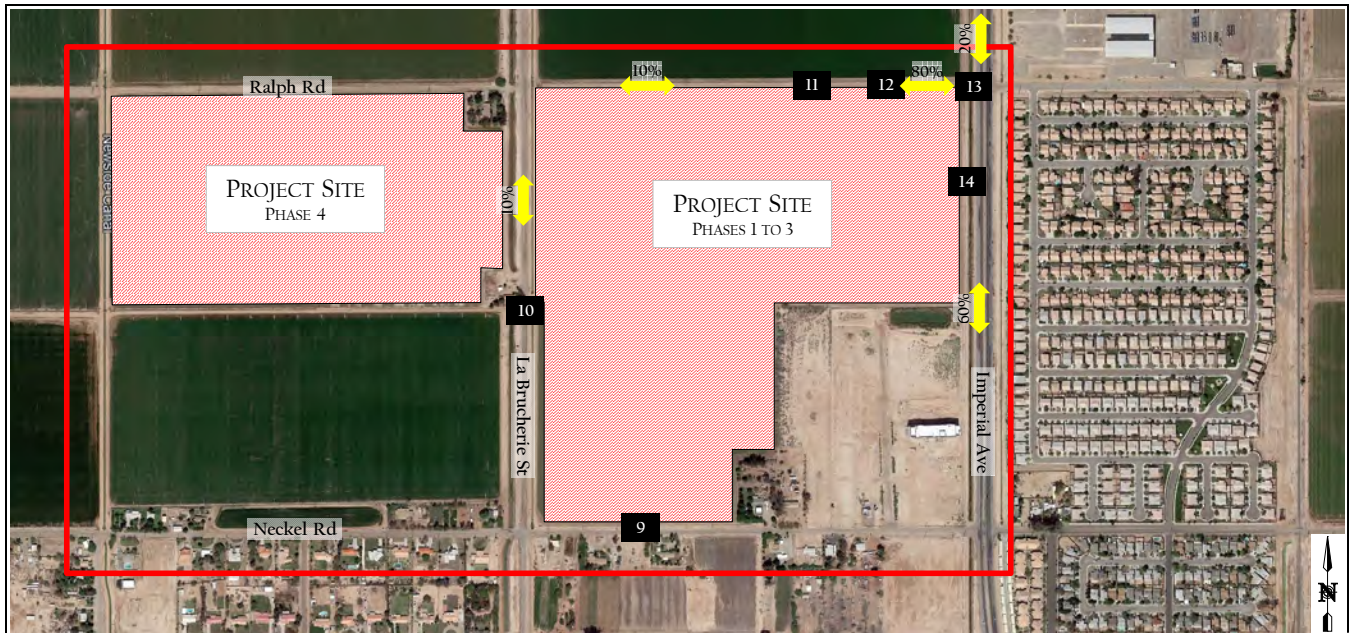 20%
10%
11
12
80%
13
Ralph Rd
Newside Canal
PROJECT SITE
PHASE 4
10%
PROJECT SITE
PHASES 1 TO 3
14
10
60%
La Brucherie St
Imperial Ave
Neckel Rd
9
N